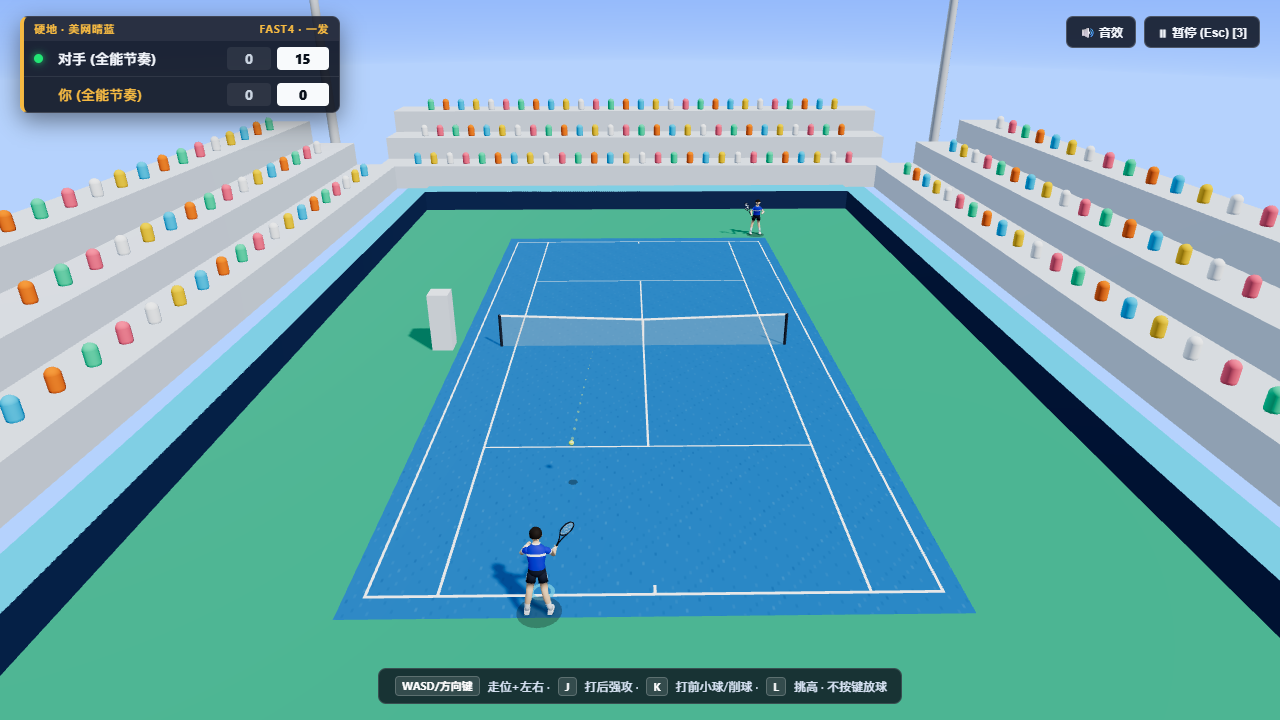 硬地 · 美网晴蓝 FAST4 · 一发
对手 (全能节奏) 0 15
你 (全能节奏) 0 0
音效 暂停 (Esc) [3]
WASD/方向键 走位+左右 · J 打后强攻 · K 打前小球/削球 · L 挑高 · 不按键放球